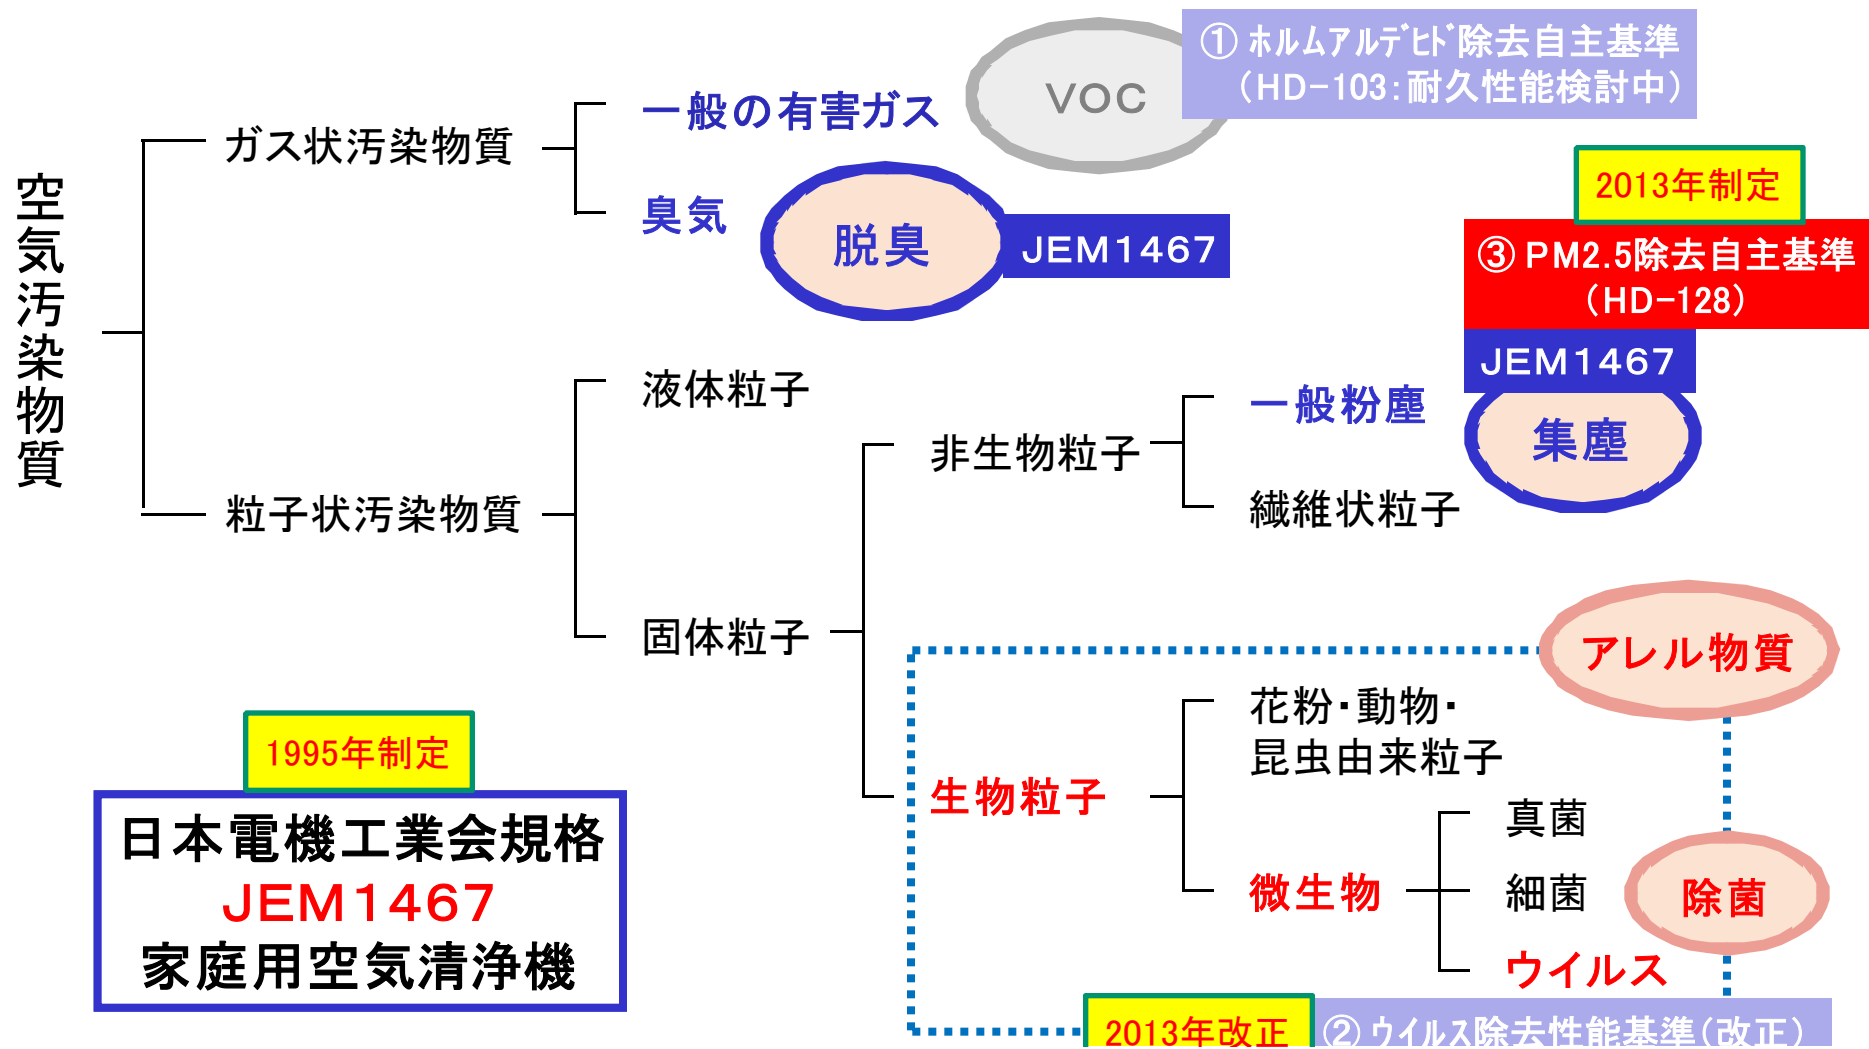 空気汚染物質
ガス状汚染物質
一般の有害ガス
VOC
① ホルムアルデヒド除去自主基準
（HD-103：耐久性能検討中）
臭気
脱臭
JEM1467
2013年制定
③ PM2.5除去自主基準
（HD-128）
JEM1467
集塵
粒子状汚染物質
液体粒子
固体粒子
非生物粒子
一般粉塵
繊維状粒子
アレル物質
生物粒子
花粉・動物・
昆虫由来粒子
微生物
真菌
細菌
ウイルス
除菌
2013年改正
② ウイルス除去性能基準（改正）
1995年制定
日本電機工業会規格
JEM1467
家庭用空気清浄機